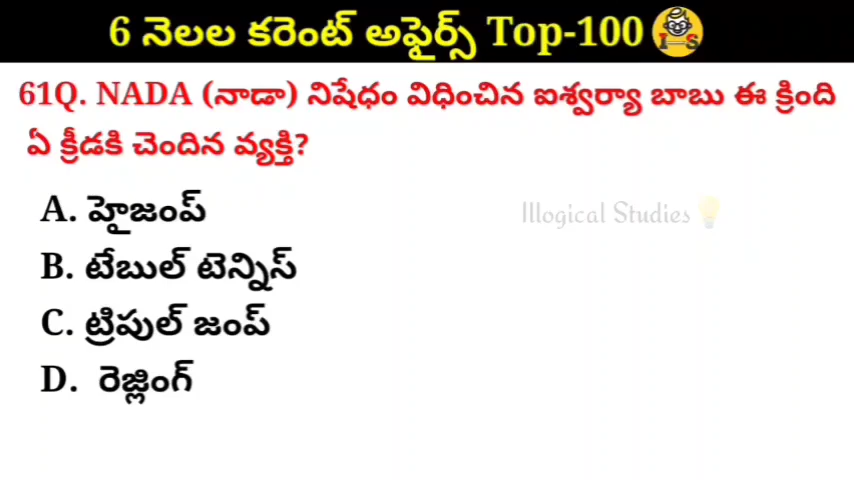 6 నెలల కరెంట్ అఫైర్స్ Top-100
I S
61Q. NADA (నాడా) నిషేధం విధించిన ఐశ్వర్యా బాబు ఈ క్రింది
ఏ క్రీడకి చెందిన వ్యక్తి?
A. హైజంప్
Illogical Studies
B. టేబుల్ టెన్నిస్
C. ట్రిపుల్ జంప్
D. రెజ్లింగ్